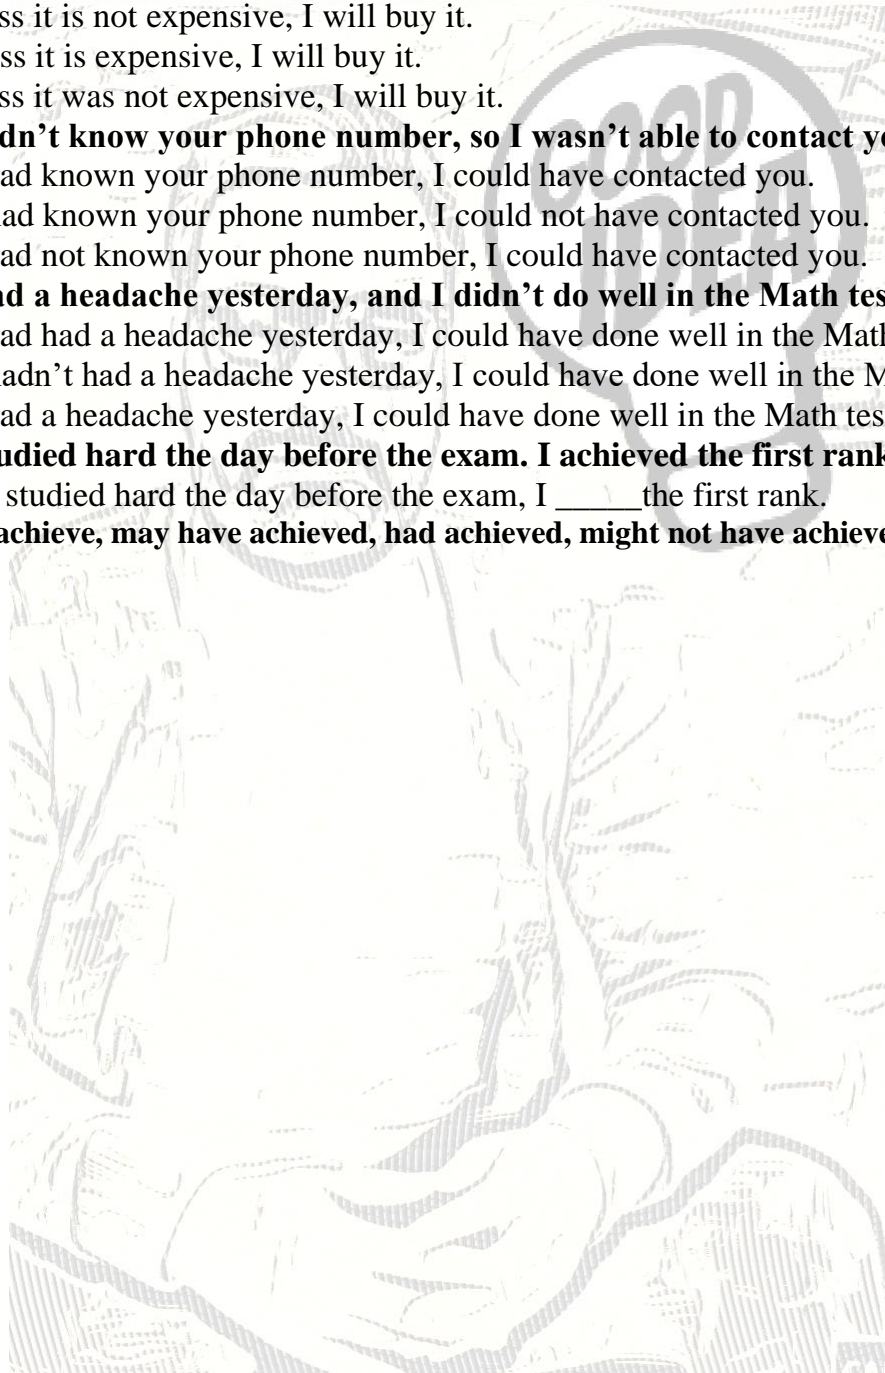 ss it is not expensive, I will buy it.
ss it is expensive, I will buy it.
ss it was not expensive, I will buy it.
dn’t know your phone number, so I wasn’t able to contact yo
ad known your phone number, I could have contacted you.
ad known your phone number, I could not have contacted you.
ad not known your phone number, I could have contacted you.
ad a headache yesterday, and I didn’t do well in the Math tes
ad had a headache yesterday, I could have done well in the Math
adn’t had a headache yesterday, I could have done well in the M
ad a headache yesterday, I could have done well in the Math tes
udied hard the day before the exam. I achieved the first rank
studied hard the day before the exam, I _____the first rank.
achieve, may have achieved, had achieved, might not have achieve
GOOD
IDEA